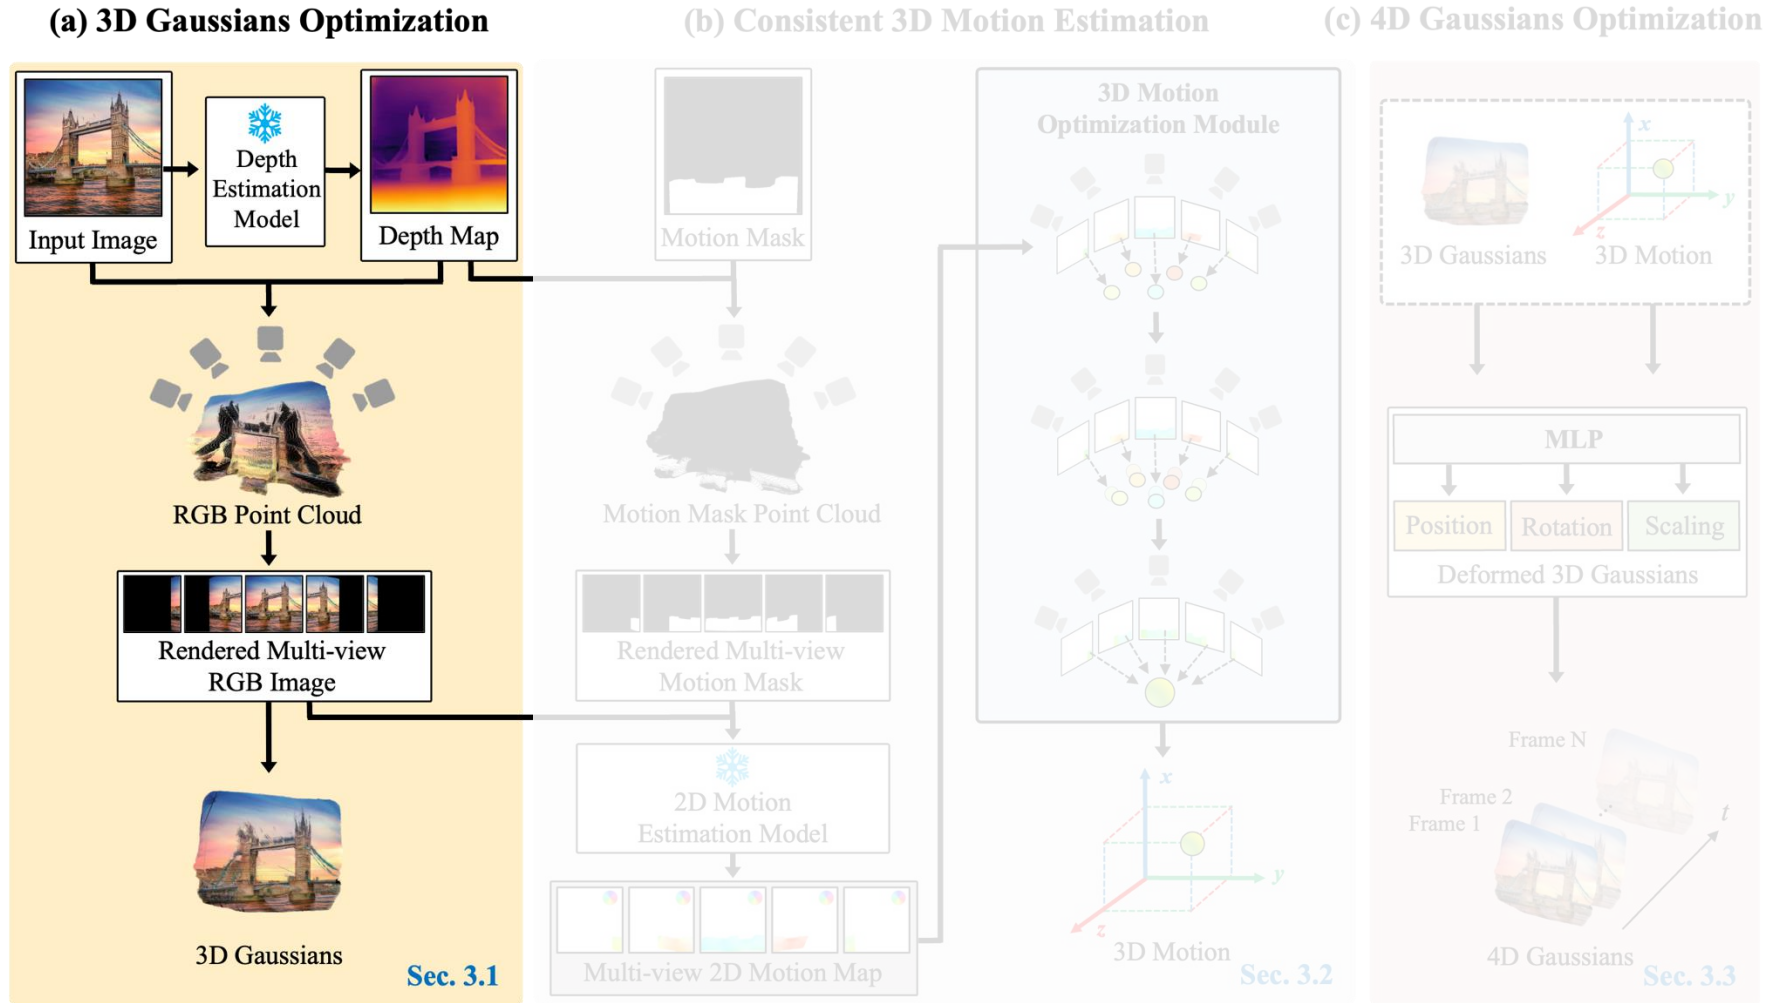 (a) 3D Gaussians Optimization
Input Image
Depth
Estimation
Model
Depth Map
RGB Point Cloud
Rendered Multi-view
RGB Image
3D Gaussians
Sec. 3.1
(b) Consistent 3D Motion Estimation
Motion Mask
Motion Mask Point Cloud
Rendered Multi-view
Motion Mask
2D Motion
Estimation Model
Multi-view 2D Motion Map
3D Motion
Optimization Module
x
y
z
3D Motion
Sec. 3.2
(c) 4D Gaussians Optimization
x
y
z
3D Gaussians
3D Motion
MLP
Position
Rotation
Scaling
Deformed 3D Gaussians
Frame N
Frame 2
Frame 1
t
4D Gaussians
Sec. 3.3